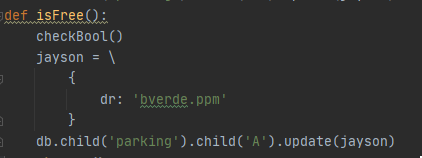 def isFree():
    checkBool()
    jayson = \
        {
            dr: 'bverde.ppm'
        }
    db.child('parking').child('A').update(jayson)